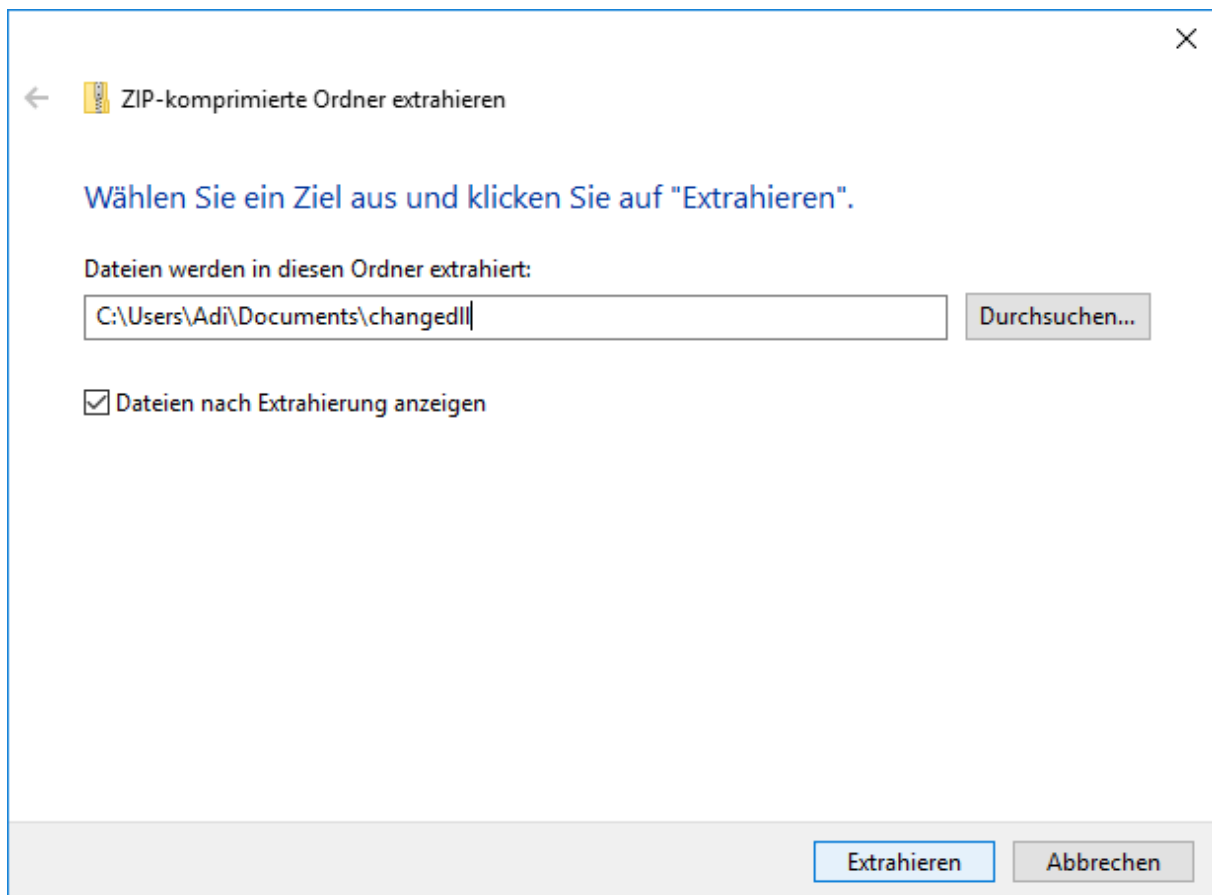 ZIP-komprimierte Ordner extrahieren
Wählen Sie ein Ziel aus und klicken Sie auf "Extrahieren".
Dateien werden in diesen Ordner extrahiert:
C:\Users\Adi\Documents\changedll
Durchsuchen...
Dateien nach Extrahierung anzeigen
Extrahieren
Abbrechen